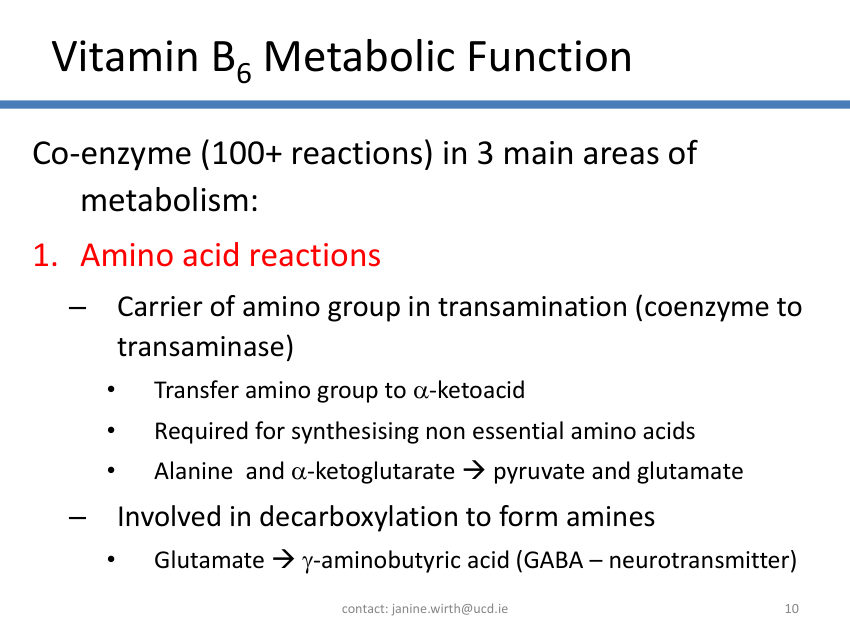 Vitamin B6 Metabolic Function
Co-enzyme (100+ reactions) in 3 main areas of
metabolism:
1. Amino acid reactions
– Carrier of amino group in transamination (coenzyme to
transaminase)
• Transfer amino group to α-ketoacid
• Required for synthesising non essential amino acids
• Alanine  and α-ketoglutarate → pyruvate and glutamate
– Involved in decarboxylation to form amines
• Glutamate → γ-aminobutyric acid (GABA – neurotransmitter)
contact: janine.wirth@ucd.ie 10